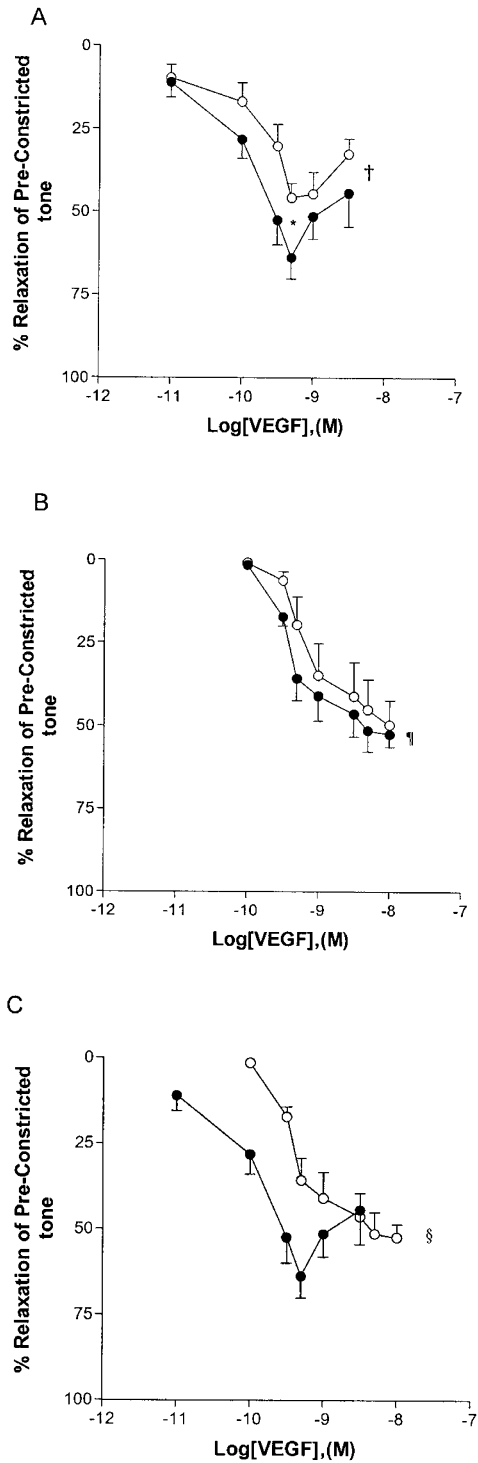 A
% Relaxation of Pre-Constricted
tone
0
25
50
75
100
*
†
-12 -11 -10 -9 -8 -7
Log[VEGF],(M)
B
% Relaxation of Pre-Constricted
tone
0
25
50
75
100
¶
-12 -11 -10 -9 -8 -7
Log[VEGF],(M)
C
% Relaxation of Pre-Constricted
tone
0
25
50
75
100
§
-12 -11 -10 -9 -8 -7
Log[VEGF],(M)